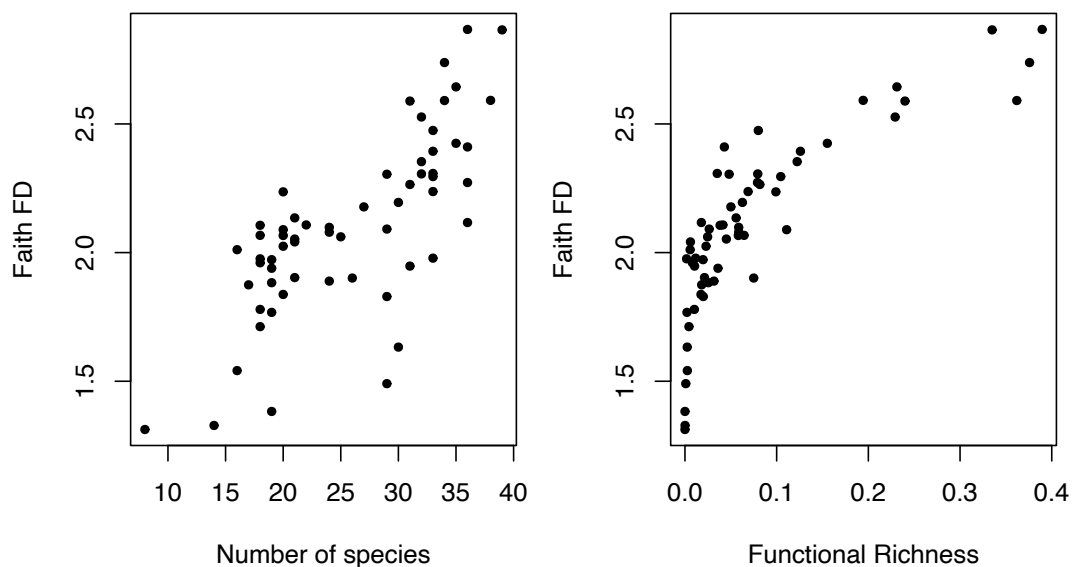 Faith FD
2.5
2.0
1.5
10 15 20 25 30 35 40
Number of species
Faith FD
2.5
2.0
1.5
0.0 0.1 0.2 0.3 0.4
Functional Richness